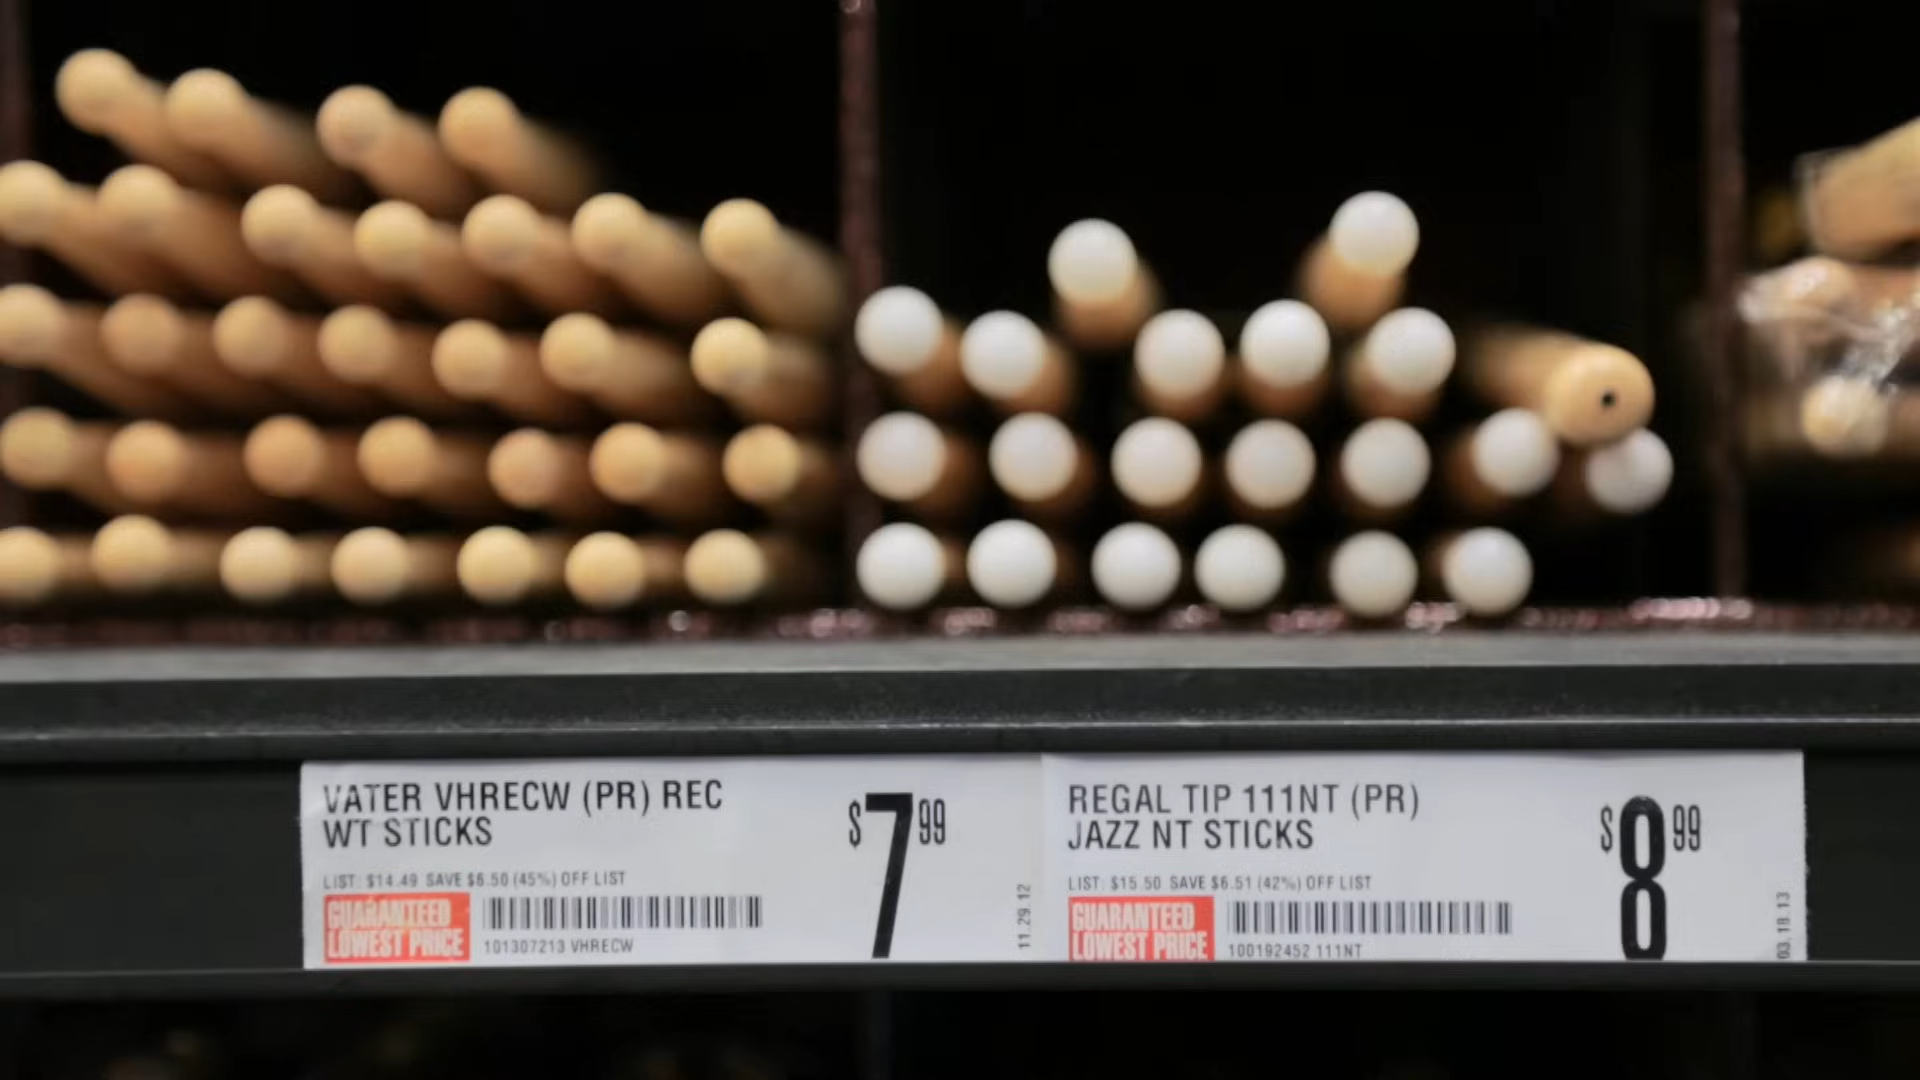 VATER VHRECW (PR) REC
WT STICKS
$7.99
LIST: $14.49 SAVE $6.50 (45%) OFF LIST
GUARANTEED
LOWEST PRICE
101307213 VHRECW
11.29.12
REGAL TIP 111NT (PR)
JAZZ NT STICKS
$8.99
LIST: $15.50 SAVE $6.51 (42%) OFF LIST
GUARANTEED
LOWEST PRICE
100192452 111NT
03.18.13